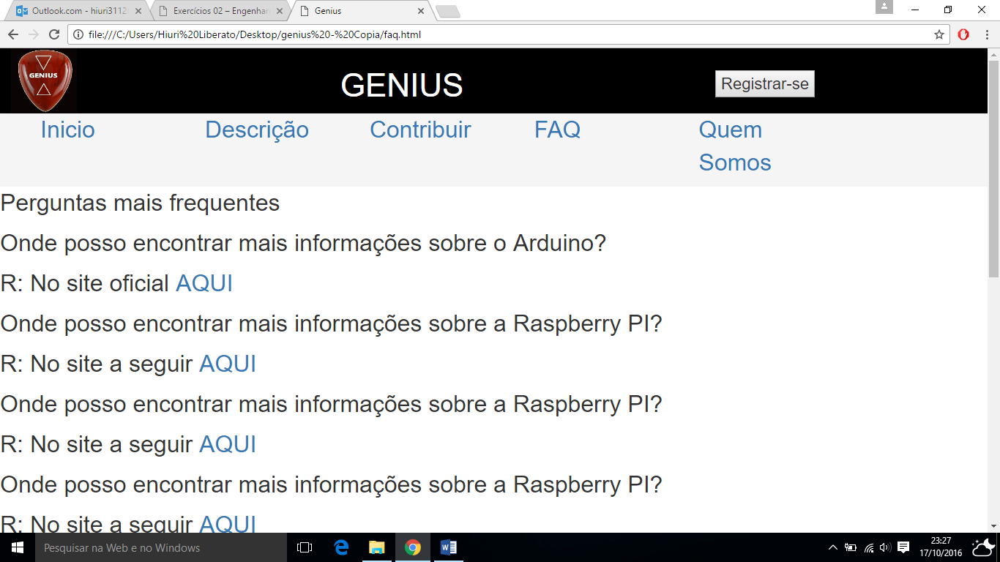 Outlook.com - hiuri3112
Exercícios 02 – Engenhar
Genius
file:///C:/Users/Hiuri%20Liberato/Desktop/genius%20-%20Copia/faq.html
GENIUS
GENIUS
Registrar-se
Inicio
Descrição
Contribuir
FAQ
Quem
Somos
Perguntas mais frequentes
Onde posso encontrar mais informações sobre o Arduino?
R: No site oficial AQUI
Onde posso encontrar mais informações sobre a Raspberry PI?
R: No site a seguir AQUI
Onde posso encontrar mais informações sobre a Raspberry PI?
R: No site a seguir AQUI
Onde posso encontrar mais informações sobre a Raspberry PI?
R: No site a seguir AQUI
Pesquisar na Web e no Windows
23:27
17/10/2016